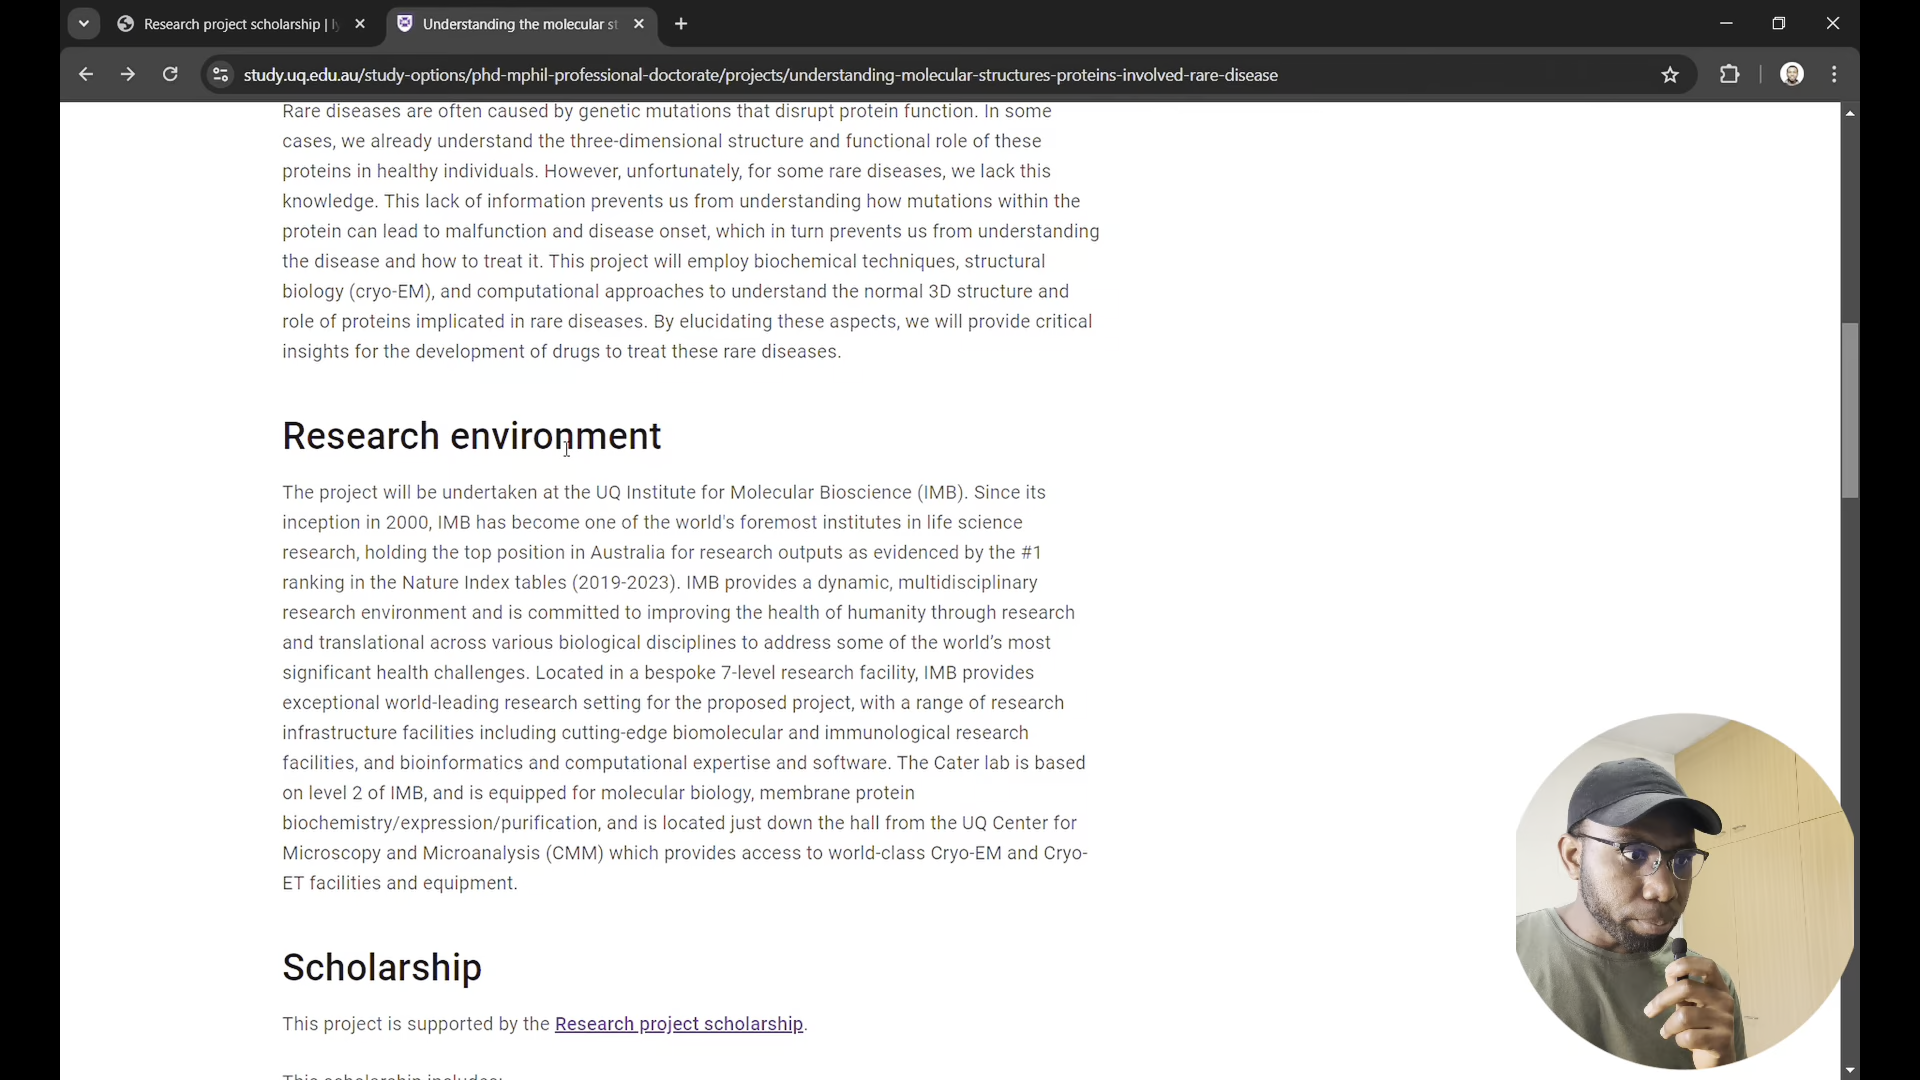 Research project scholarship |
Understanding the molecular st
study.uq.edu.au/study-options/phd-mphil-professional-doctorate/projects/understanding-molecular-structures-proteins-involved-rare-disease
Rare diseases are often caused by genetic mutations that disrupt protein function. In some
cases, we already understand the three-dimensional structure and functional role of these
proteins in healthy individuals. However, unfortunately, for some rare diseases, we lack this
knowledge. This lack of information prevents us from understanding how mutations within the
protein can lead to malfunction and disease onset, which in turn prevents us from understanding
the disease and how to treat it. This project will employ biochemical techniques, structural
biology (cryo-EM), and computational approaches to understand the normal 3D structure and
role of proteins implicated in rare diseases. By elucidating these aspects, we will provide critical
insights for the development of drugs to treat these rare diseases.
Research environment
The project will be undertaken at the UQ Institute for Molecular Bioscience (IMB). Since its
inception in 2000, IMB has become one of the world's foremost institutes in life science
research, holding the top position in Australia for research outputs as evidenced by the #1
ranking in the Nature Index tables (2019-2023). IMB provides a dynamic, multidisciplinary
research environment and is committed to improving the health of humanity through research
and translational across various biological disciplines to address some of the world's most
significant health challenges. Located in a bespoke 7-level research facility, IMB provides
exceptional world-leading research setting for the proposed project, with a range of research
infrastructure facilities including cutting-edge biomolecular and immunological research
facilities, and bioinformatics and computational expertise and software. The Cater lab is based
on level 2 of IMB, and is equipped for molecular biology, membrane protein
biochemistry/expression/purification, and is located just down the hall from the UQ Center for
Microscopy and Microanalysis (CMM) which provides access to world-class Cryo-EM and Cryo-
ET facilities and equipment.
Scholarship
This project is supported by the Research project scholarship.
This scholarship includes: